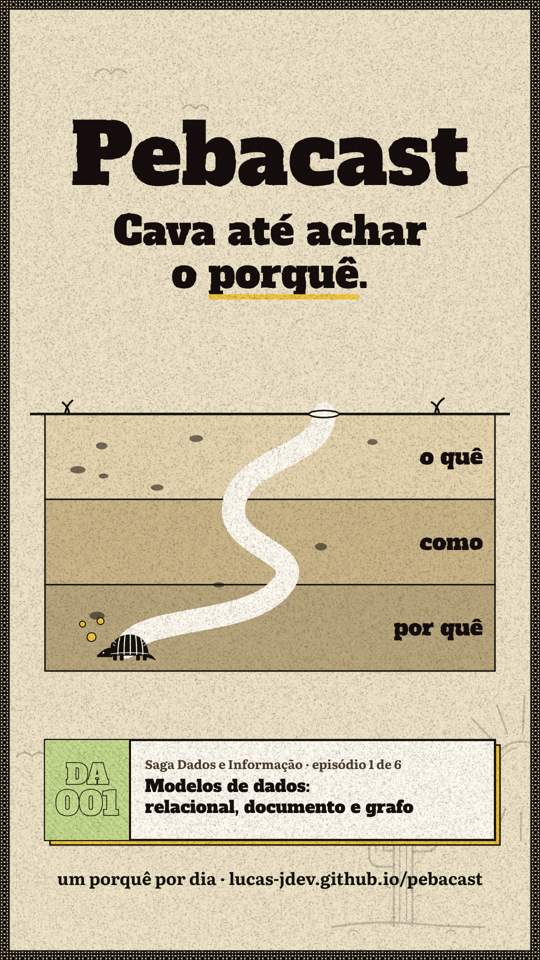 Pebacast
Cava até achar
o porquê.
o quê
como
por quê
DA
001
Saga Dados e Informação · episódio 1 de 6
Modelos de dados:
relacional, documento e grafo
um porquê por dia · lucas-jdev.github.io/pebacast